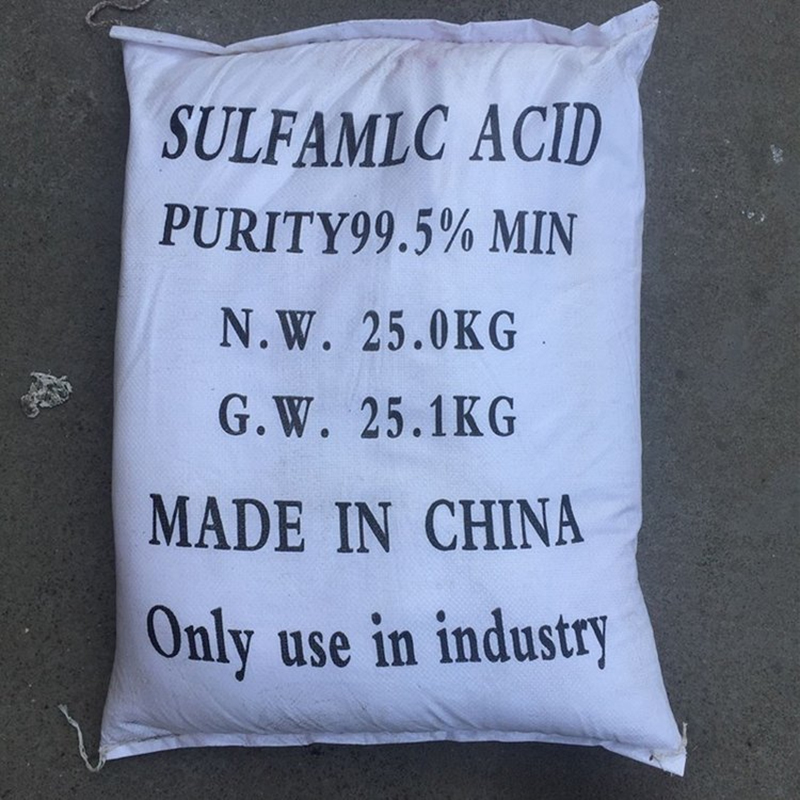 SULFAMLC ACID
PURITY99.5% MIN
N.W. 25.0KG
G.W. 25.1KG
MADE IN CHINA
Only use in industry